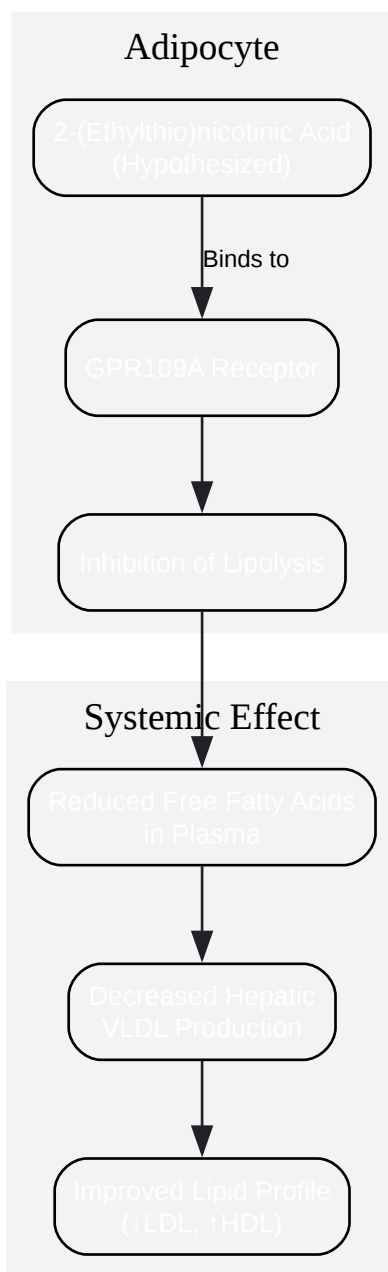 Adipocyte
2-(Ethylthio)nicotinic Acid
(Hypothesized)
Binds to
GPR109A Receptor
Inhibition of Lipolysis
Systemic Effect
Reduced Free Fatty Acids
in Plasma
Decreased Hepatic
VLDL Production
Improved Lipid Profile
(↓LDL, ↑HDL)